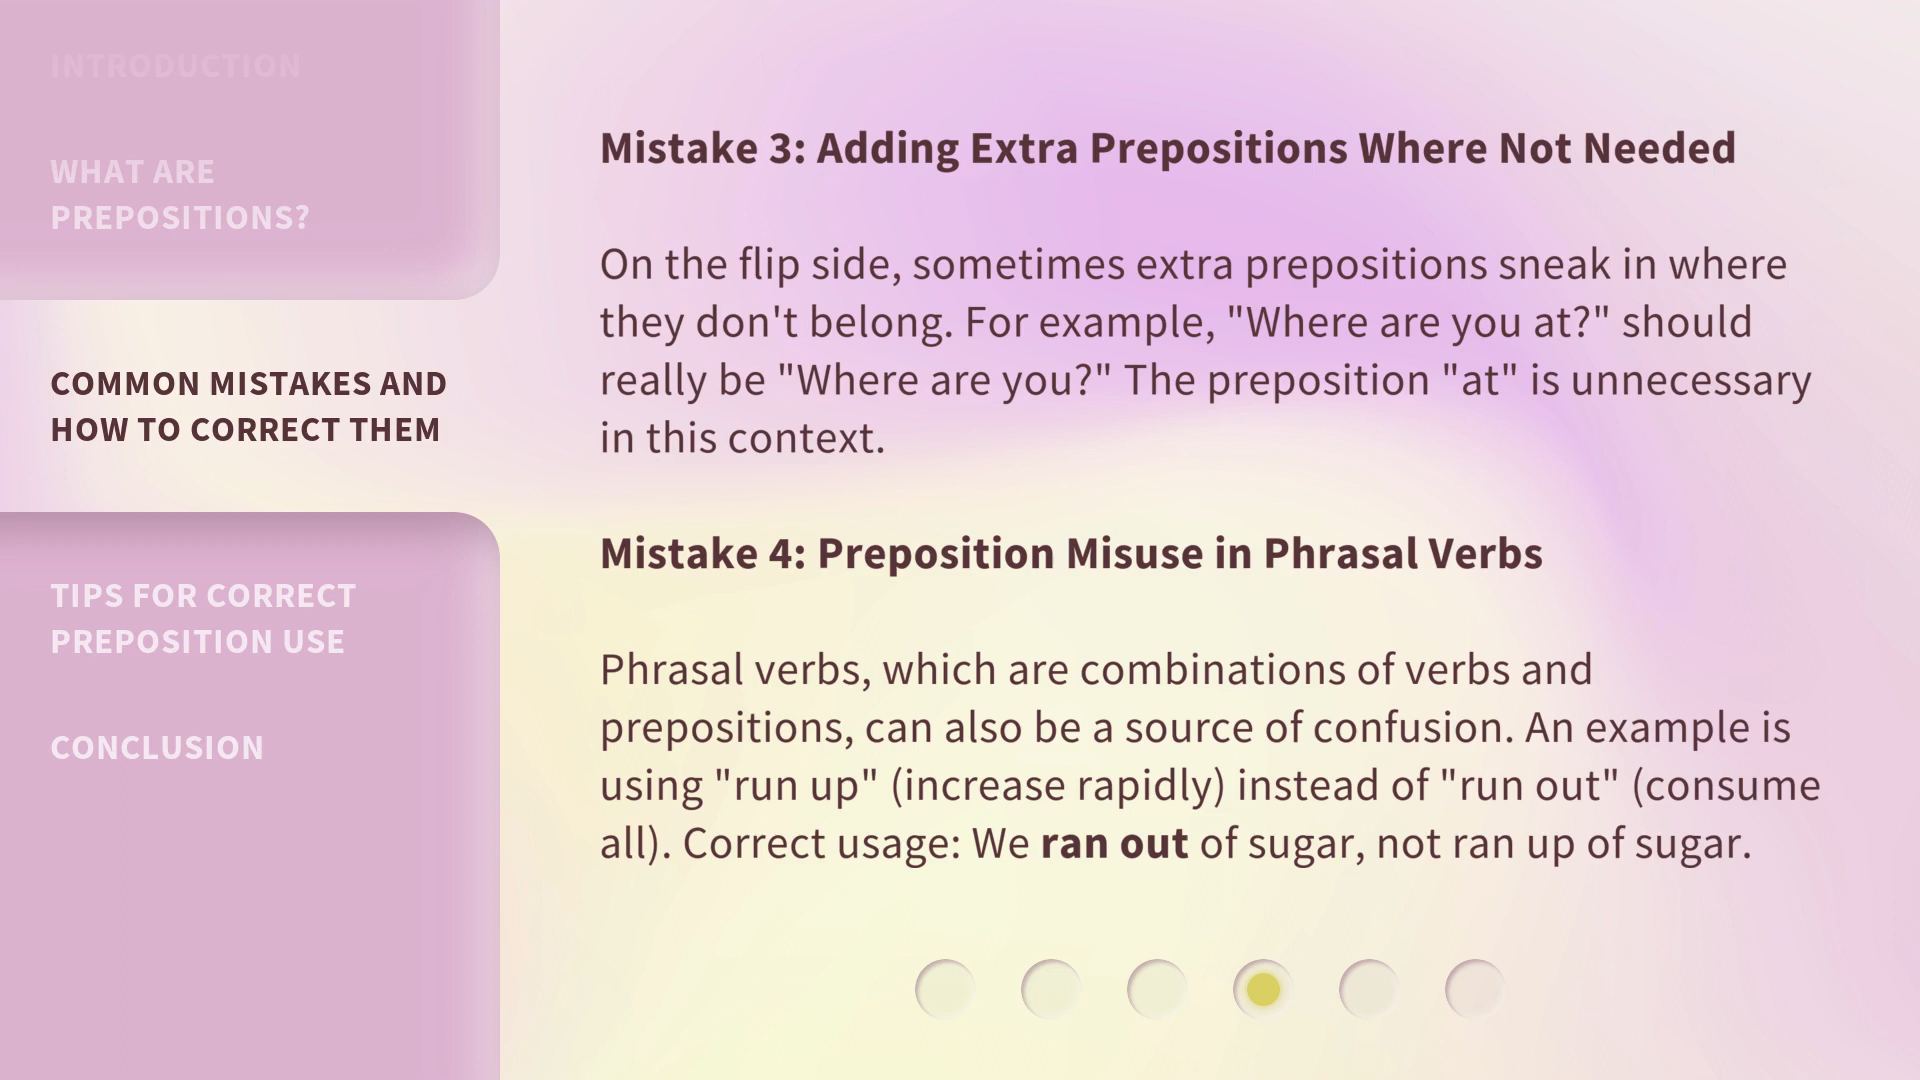 INTRODUCTION
WHAT ARE
PREPOSITIONS?
COMMON MISTAKES AND
HOW TO CORRECT THEM
TIPS FOR CORRECT
PREPOSITION USE
CONCLUSION
Mistake 3: Adding Extra Prepositions Where Not Needed
On the flip side, sometimes extra prepositions sneak in where
they don't belong. For example, "Where are you at?" should
really be "Where are you?" The preposition "at" is unnecessary
in this context.
Mistake 4: Preposition Misuse in Phrasal Verbs
Phrasal verbs, which are combinations of verbs and
prepositions, can also be a source of confusion. An example is
using "run up" (increase rapidly) instead of "run out" (consume
all). Correct usage: We ran out of sugar, not ran up of sugar.